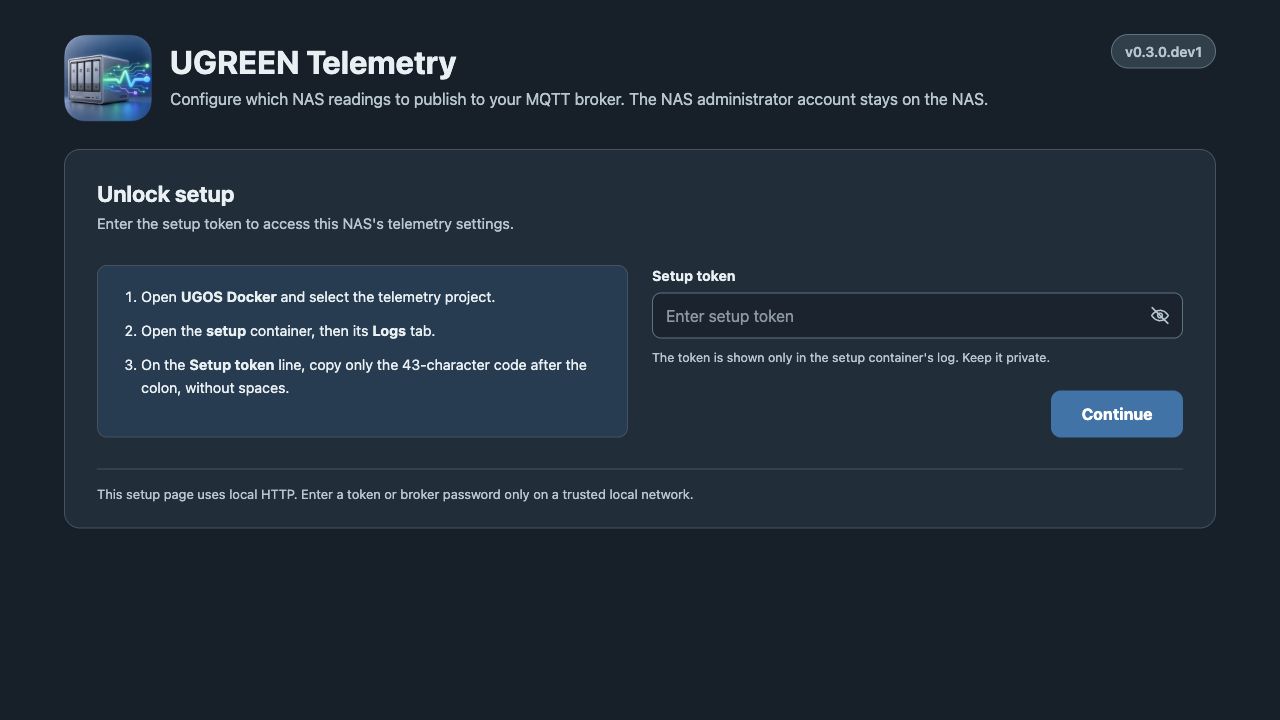 UGREEN Telemetry
v0.3.0.dev1
Configure which NAS readings to publish to your MQTT broker. The NAS administrator account stays on the NAS.
Unlock setup
Enter the setup token to access this NAS's telemetry settings.
1. Open UGOS Docker and select the telemetry project.
2. Open the setup container, then its Logs tab.
3. On the Setup token line, copy only the 43-character code after the
colon, without spaces.
Setup token
Enter setup token
The token is shown only in the setup container's log. Keep it private.
Continue
This setup page uses local HTTP. Enter a token or broker password only on a trusted local network.